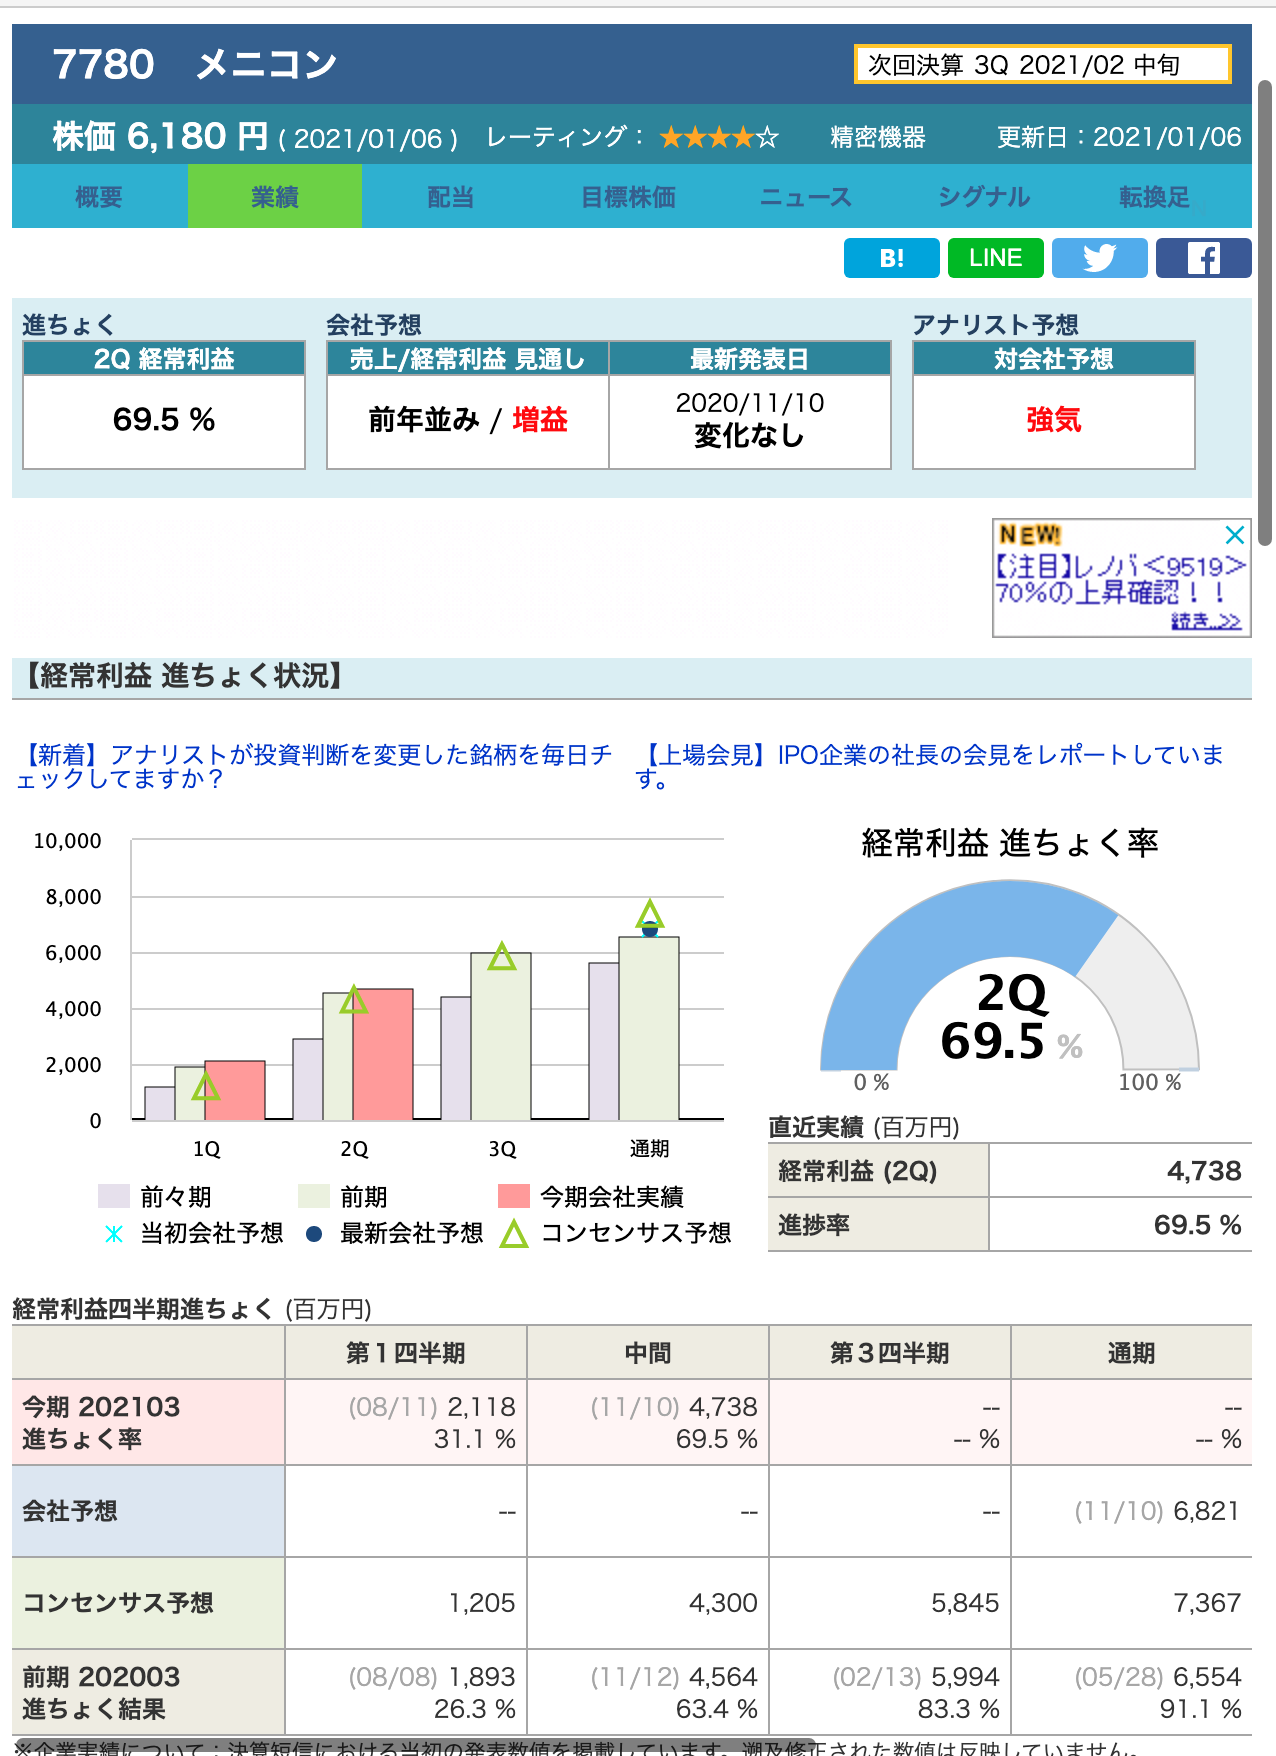 7780　メニコン
次回決算 3Q 2021/02 中旬
株価 6,180 円 ( 2021/01/06 )　レーティング： ★★★★☆　精密機器　更新日：2021/01/06
概要　業績　配当　目標株価　ニュース　シグナル　転換足
B!　LINE
進ちょく　会社予想　アナリスト予想
2Q 経常利益　売上/経常利益 見通し　最新発表日　対会社予想
69.5 %　前年並み / 増益　2020/11/10　強気
変化なし
NEW!
【注目】レノバ<9519>
70%の上昇確認！！
続き...>>
【経常利益 進ちょく状況】
【新着】アナリストが投資判断を変更した銘柄を毎日チ
ェックしてますか？
【上場会見】IPO企業の社長の会見をレポートしていま
す。
10,000
8,000
6,000
4,000
2,000
0
1Q　2Q　3Q　通期
前々期　前期　今期会社実績
当初会社予想　最新会社予想　コンセンサス予想
経常利益 進ちょく率
2Q
69.5 %
0 %　100 %
直近実績 (百万円)
経常利益 (2Q)　4,738
進捗率　69.5 %
経常利益四半期進ちょく (百万円)
第１四半期　中間　第３四半期　通期
今期 202103　(08/11) 2,118　(11/10) 4,738　--　--
進ちょく率　31.1 %　69.5 %　-- %　-- %
会社予想　--　--　--　(11/10) 6,821
コンセンサス予想　1,205　4,300　5,845　7,367
前期 202003　(08/08) 1,893　(11/12) 4,564　(02/13) 5,994　(05/28) 6,554
進ちょく結果　26.3 %　63.4 %　83.3 %　91.1 %
※企業実績について：決算短信における当初の発表数値を掲載しています。遡及修正された数値は反映していません。